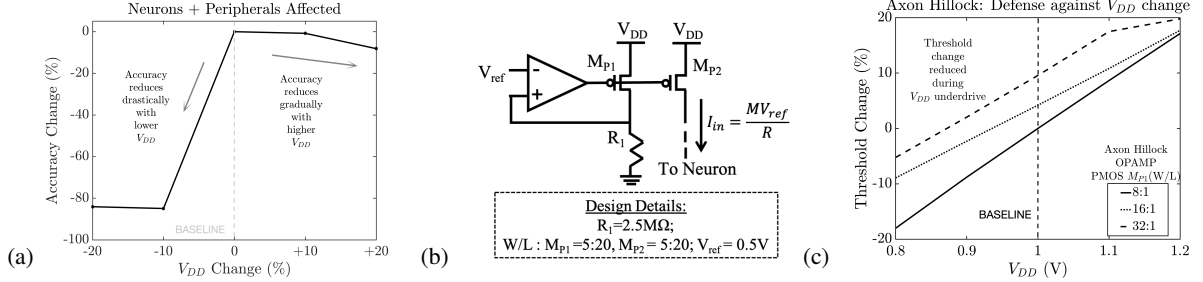 Neurons + Peripherals Affected
0
-20
-40
-60
-80
-100
Accuracy Change (%)
Accuracy
reduces
drastically
with
lower
V_DD
Accuracy
reduces
gradually
with
higher
V_DD
BASELINE
-20
-10
0
+10
+20
V_DD Change (%)
(a)
V_DD
V_DD
M_P1
M_P2
V_ref
-
+
R_1
I_in = MV_ref / R
To Neuron
Design Details:
R_1=2.5MΩ;
W/L : M_P1=5:20, M_P2 = 5:20; V_ref = 0.5V
(b)
Axon Hillock: Defense against V_DD change
20
10
0
-10
-20
Threshold Change (%)
Threshold
change
reduced
during
V_DD underdrive
BASELINE
Axon Hillock
OPAMP
PMOS M_P1(W/L)
8:1
16:1
32:1
0.8
0.9
1
1.1
1.2
V_DD (V)
(c)